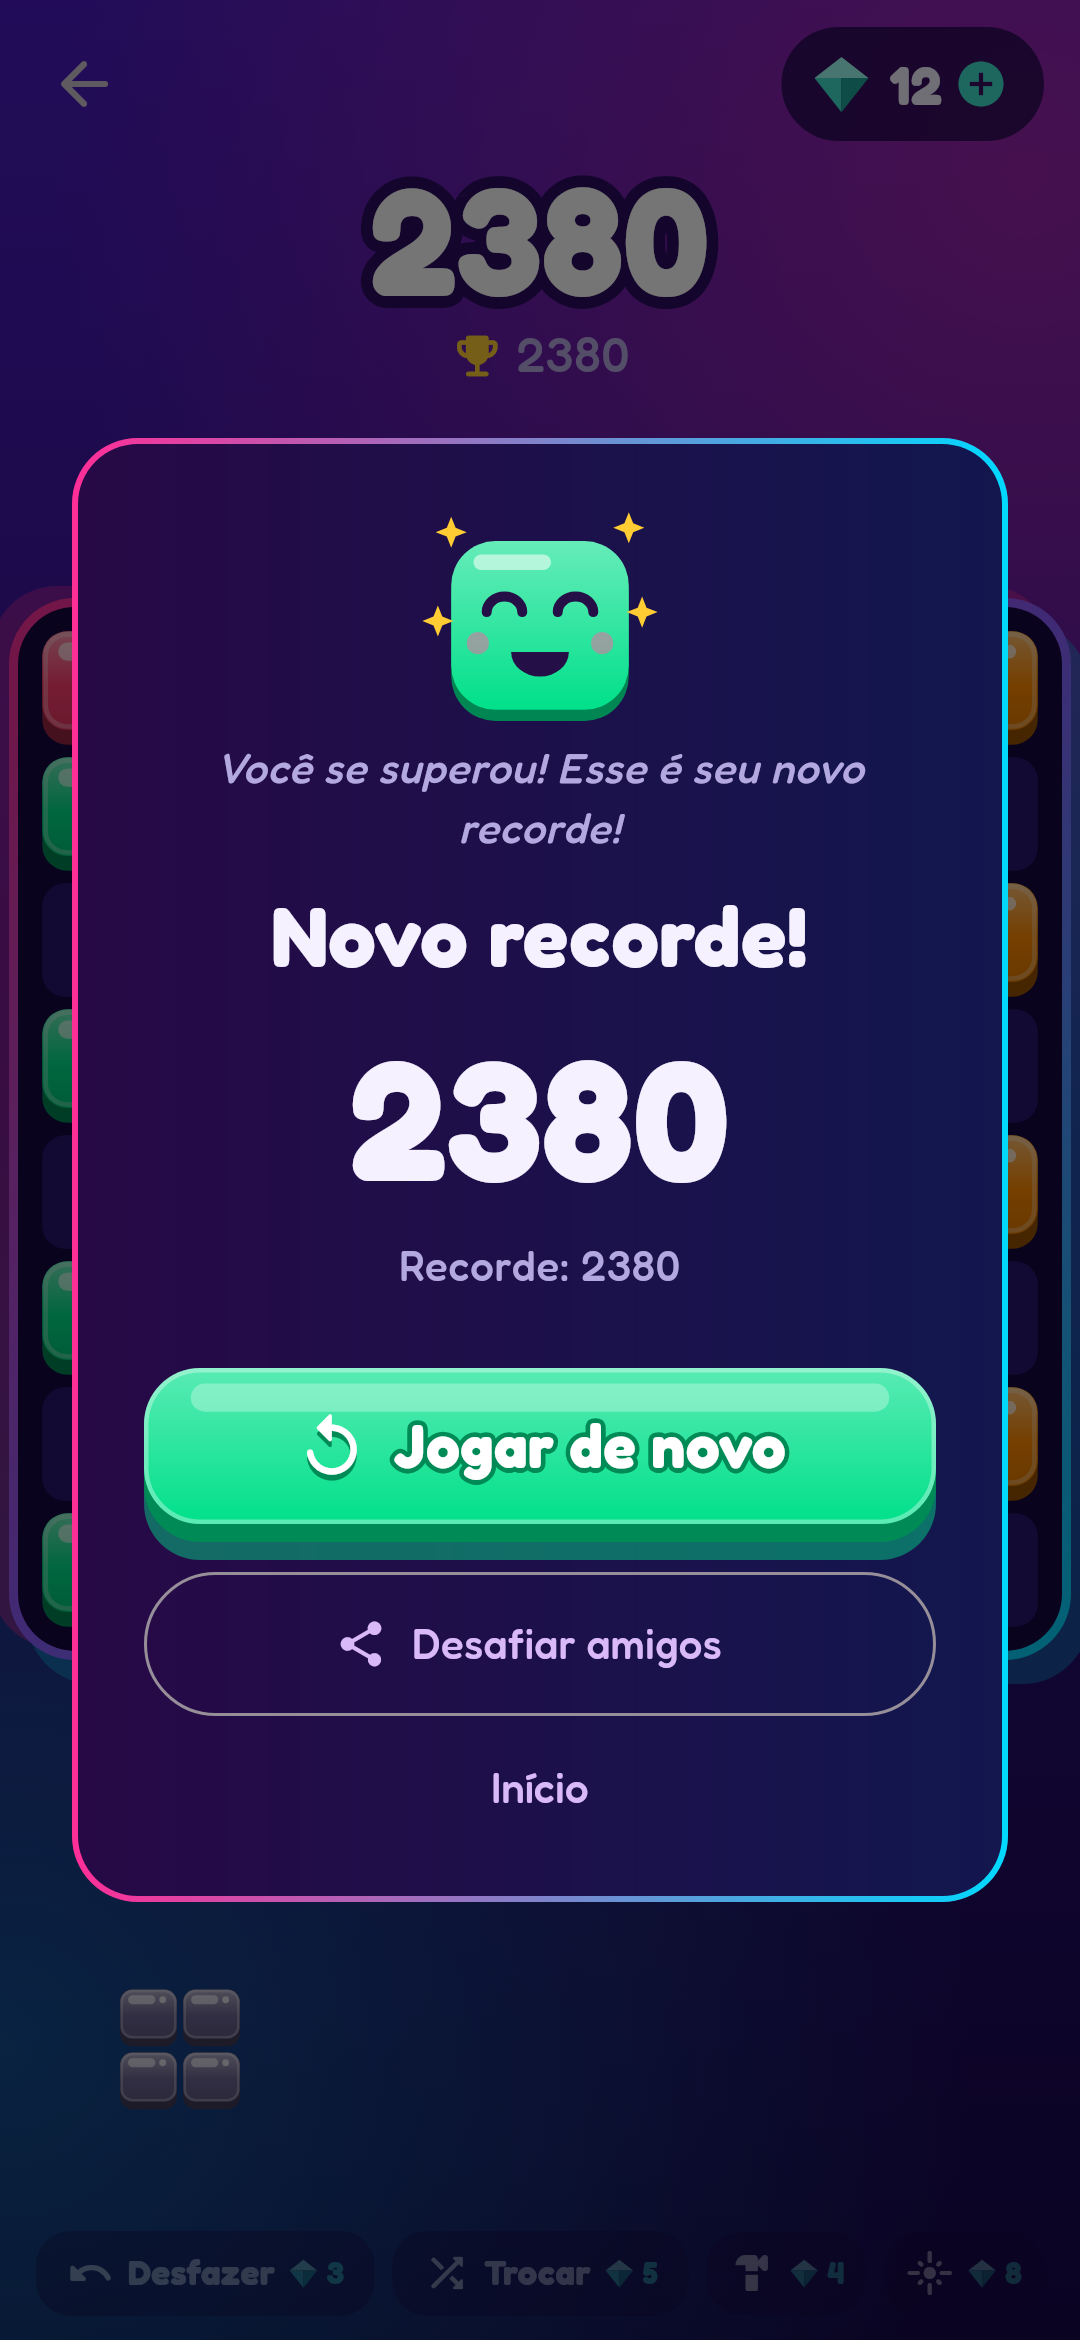 12
2380
2380
Você se superou! Esse é seu novo
recorde!
Novo recorde!
2380
Recorde: 2380
Jogar de novo
Desafiar amigos
Início
Desfazer 3
Trocar 5
4
8